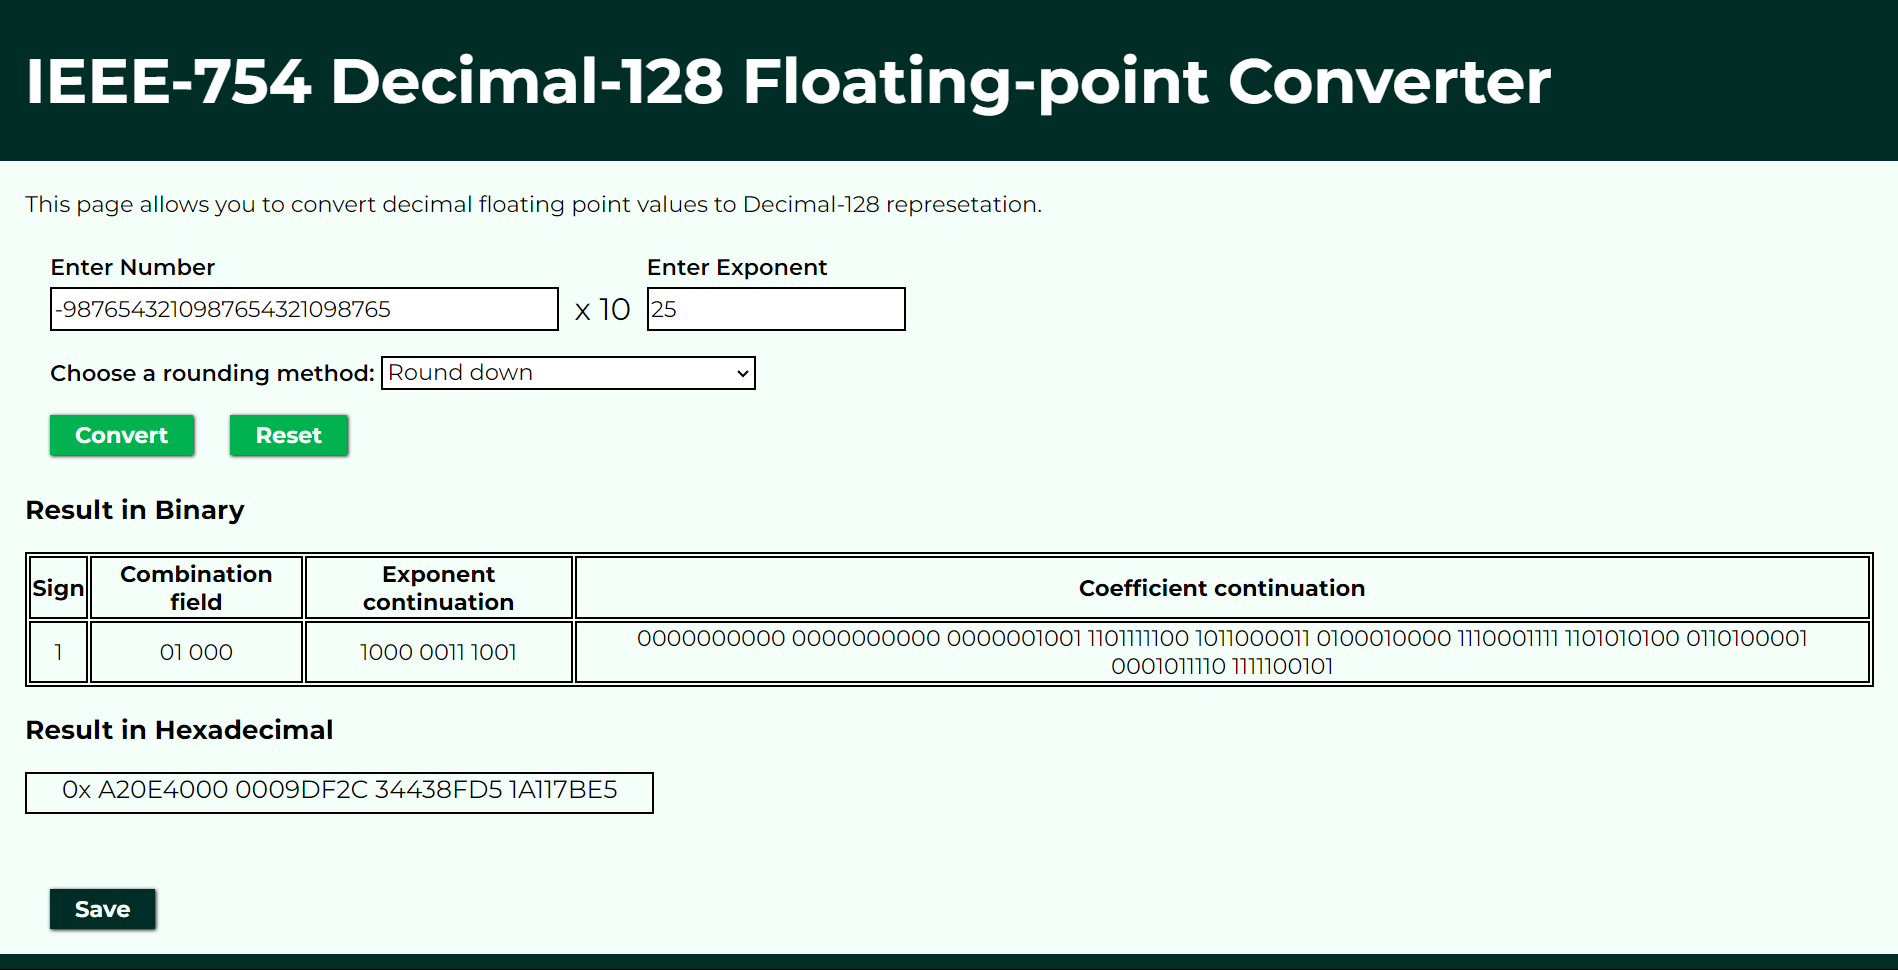 IEEE-754 Decimal-128 Floating-point Converter
This page allows you to convert decimal floating point values to Decimal-128 represetation.
Enter Number
Enter Exponent
-9876543210987654321098765
x 10
25
Choose a rounding method: Round down
Convert
Reset
Result in Binary
Sign
Combination
field
Exponent
continuation
Coefficient continuation
1
01 000
1000 0011 1001
0000000000 0000000000 0000001001 1101111100 1011000011 0100010000 1110001111 1101010100 0110100001
0001011110 1111100101
Result in Hexadecimal
0x A20E4000 0009DF2C 34438FD5 1A117BE5
Save